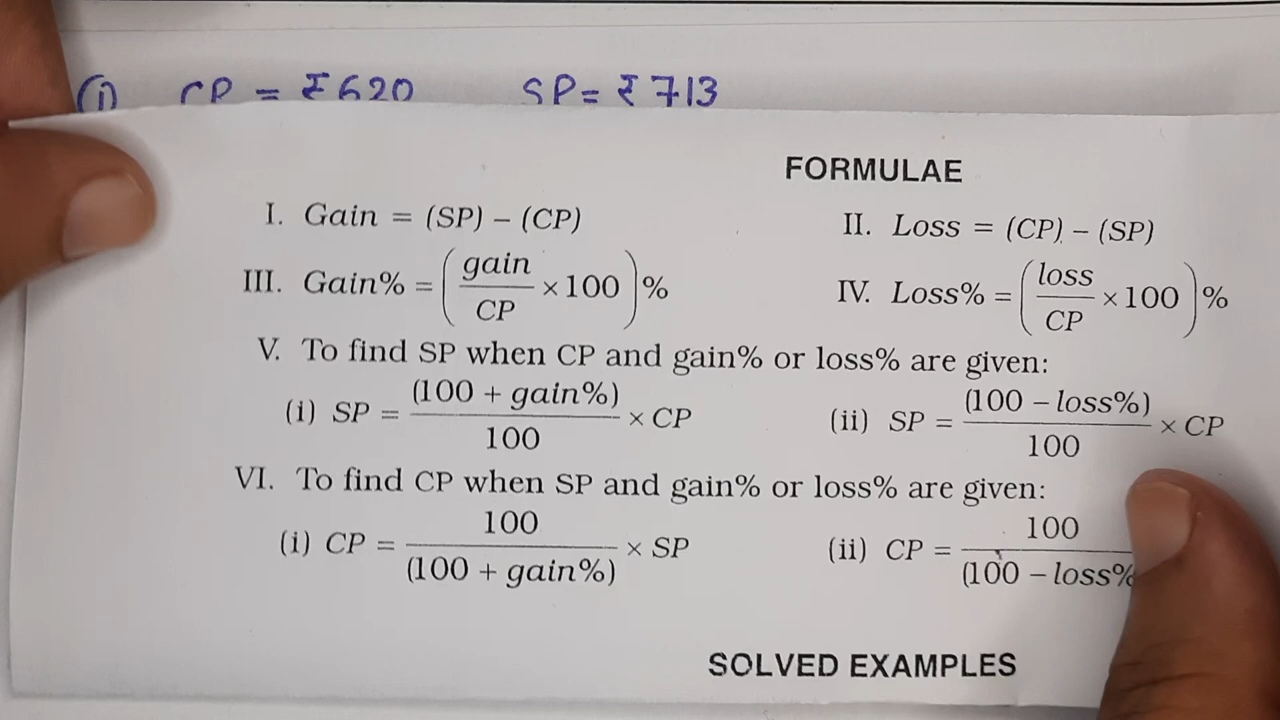 (i) CP = ₹620 SP = ₹713
FORMULAE
I. Gain = (SP) – (CP) II. Loss = (CP) – (SP)
III. Gain% = (gain/CP × 100)% IV. Loss% = (loss/CP × 100)%
V. To find SP when CP and gain% or loss% are given:
(i) SP = (100 + gain%)/100 × CP (ii) SP = (100 – loss%)/100 × CP
VI. To find CP when SP and gain% or loss% are given:
(i) CP = 100/(100 + gain%) × SP (ii) CP = 100/(100 – loss%
SOLVED EXAMPLES